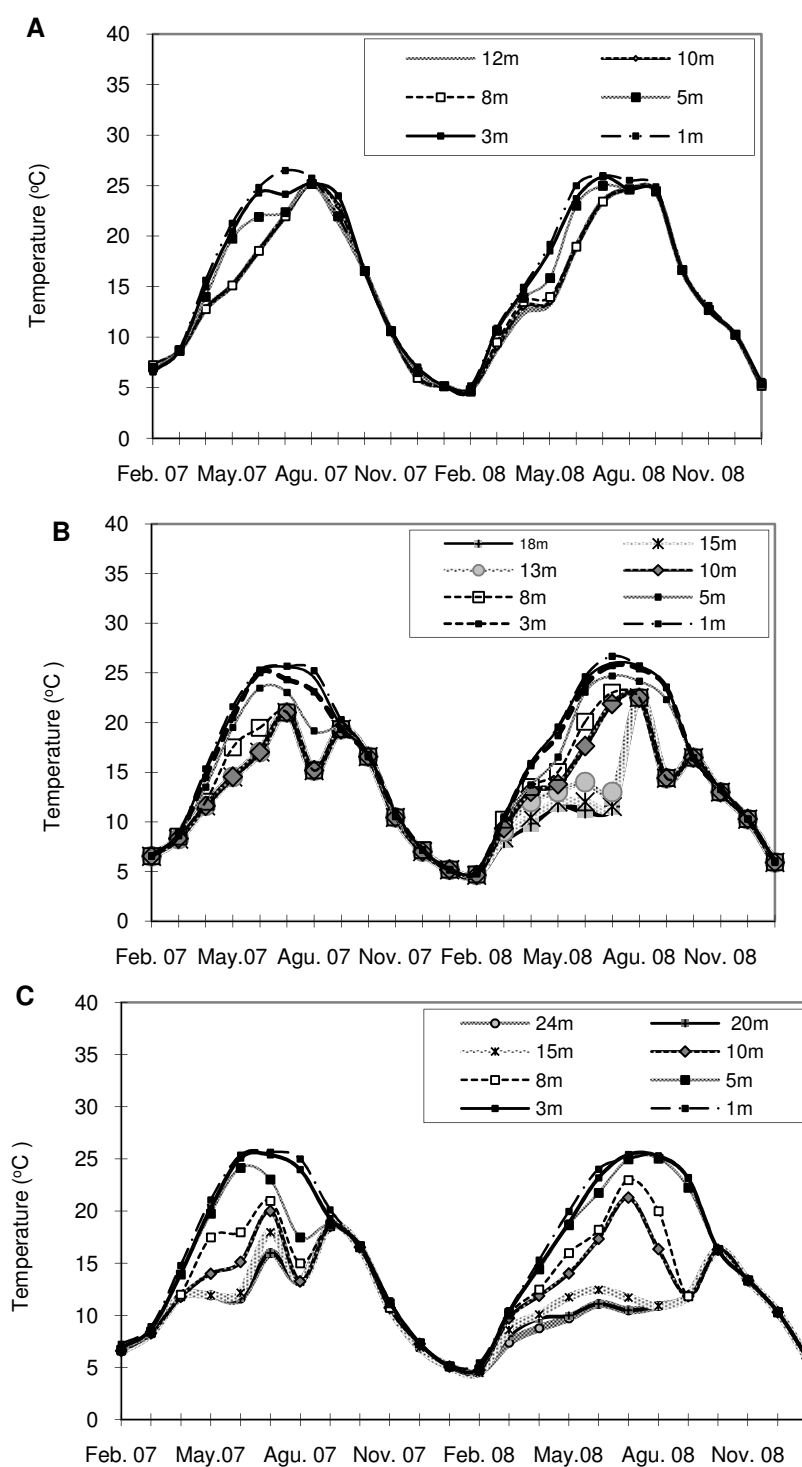 A
40
35
30
25
20
15
10
5
0
Temperature (ºC)
12m 10m
8m 5m
3m 1m
Feb. 07 May.07 Agu. 07 Nov. 07 Feb. 08 May.08 Agu. 08 Nov. 08
B
40
35
30
25
20
15
10
5
0
Temperature (ºC )
18m 15m
13m 10m
8m 5m
3m 1m
Feb. 07 May.07 Agu. 07 Nov. 07 Feb. 08 May.08 Agu. 08 Nov. 08
C
40
35
30
25
20
15
10
5
0
Temperature (ºC )
24m 20m
15m 10m
8m 5m
3m 1m
Feb. 07 May.07 Agu. 07 Nov. 07 Feb. 08 May.08 Agu. 08 Nov. 08